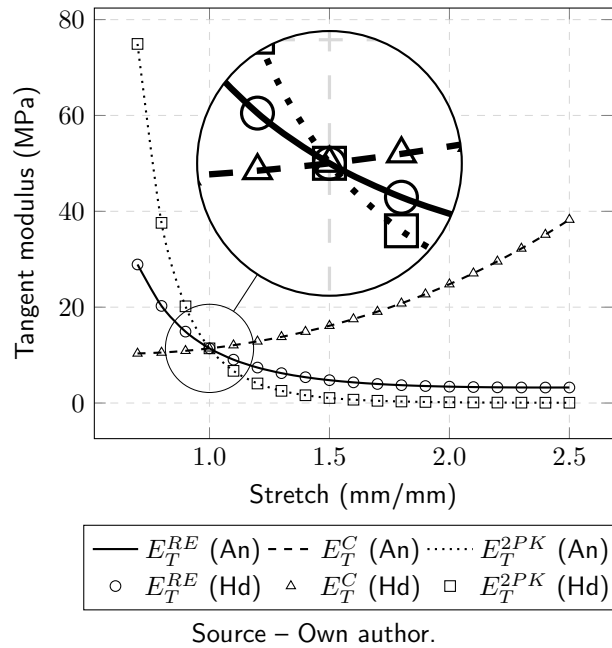 80
60
40
20
0
Tangent modulus (MPa)
1.0 1.5 2.0 2.5
Stretch (mm/mm)
E_T^{RE} (An) E_T^{C} (An) E_T^{2PK} (An)
E_T^{RE} (Hd) E_T^{C} (Hd) E_T^{2PK} (Hd)
Source – Own author.